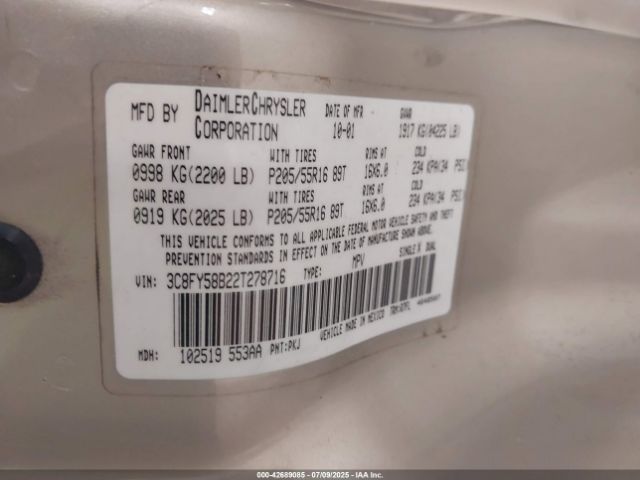 MFD BY DAIMLERCHRYSLER CORPORATION DATE OF MFR 10-01 GVWR 1917 KG(04225 LB)
GAWR FRONT WITH TIRES RIMS AT COLD
0998 KG(2200 LB) P205/55R16 89T 16X6.0 234 KPA(34 PSI)
GAWR REAR WITH TIRES RIMS AT COLD
0919 KG(2025 LB) P205/55R16 89T 16X6.0 234 KPA(34 PSI)
THIS VEHICLE CONFORMS TO ALL APPLICABLE FEDERAL MOTOR VEHICLE SAFETY AND THEFT
PREVENTION STANDARDS IN EFFECT ON THE DATE OF MANUFACTURE SHOWN ABOVE.
VIN: 3C8FY58B22T278716 TYPE: MPV SINGLE X DUAL
VEHICLE MADE IN MEXICO
MDH: 102519 553AA PNT:PKJ
000-42689085 - 07/09/2025 - IAA Inc.